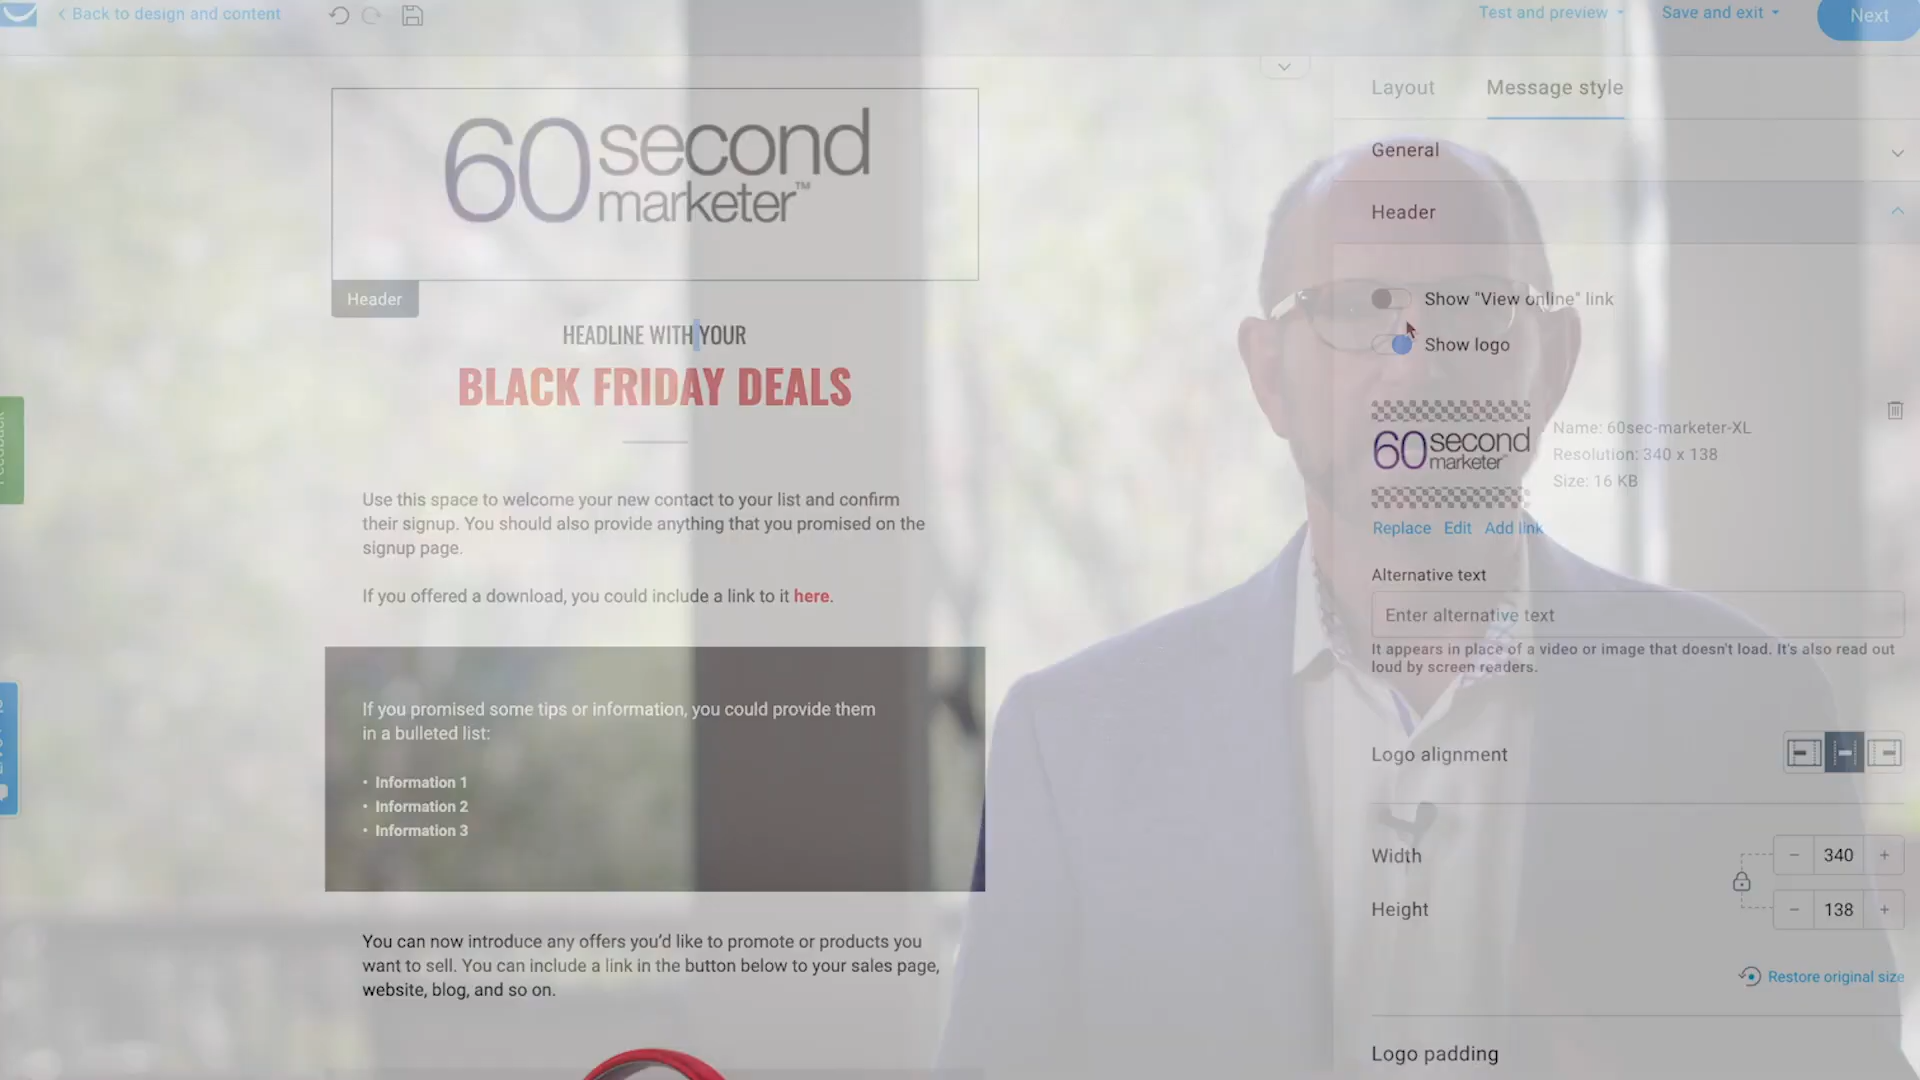 Back to design and content
Test and preview
Save and exit
Next
60 second
marketer™
Header
HEADLINE WITH YOUR
BLACK FRIDAY DEALS
Use this space to welcome your new contact to your list and confirm
their signup. You should also provide anything that you promised on the
signup page.
If you offered a download, you could include a link to it here.
If you promised some tips or information, you could provide them
in a bulleted list:
• Information 1
• Information 2
• Information 3
You can now introduce any offers you'd like to promote or products you
want to sell. You can include a link in the button below to your sales page,
website, blog, and so on.
Layout
Message style
General
Header
Show "View online" link
Show logo
60 second
marketer
Name: 60sec-marketer-XL
Resolution: 340 x 138
Size: 16 KB
Replace Edit Add link
Alternative text
Enter alternative text
It appears in place of a video or image that doesn't load. It's also read out
loud by screen readers.
Logo alignment
Width
− 340 +
Height
− 138 +
Restore original size
Logo padding